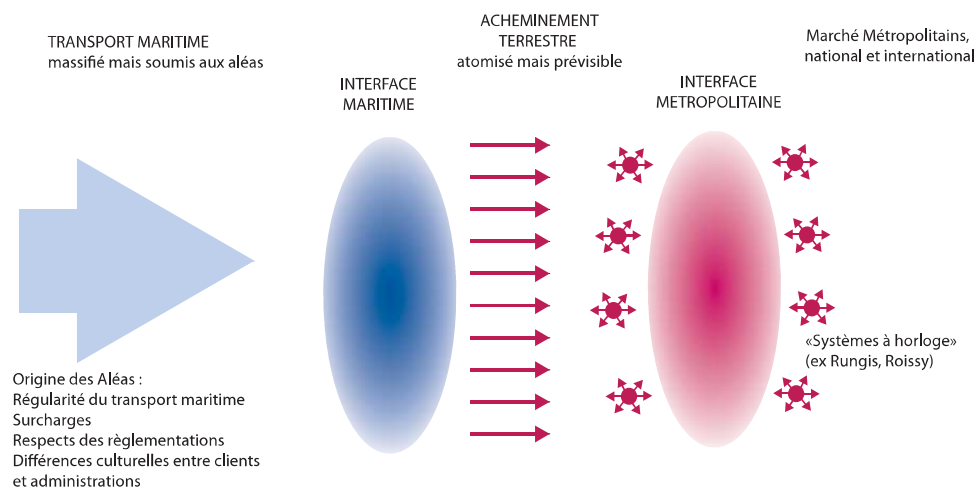 TRANSPORT MARITIME
massifié mais soumis aux aléas
INTERFACE
MARITIME
ACHEMINEMENT
TERRESTRE
atomisé mais prévisible
INTERFACE
METROPOLITAINE
Marché Métropolitains,
national et international
Origine des Aléas :
Régularité du transport maritime
Surcharges
Respects des règlementations
Différences culturelles entre clients
et administrations
«Systèmes à horloge»
(ex Rungis, Roissy)